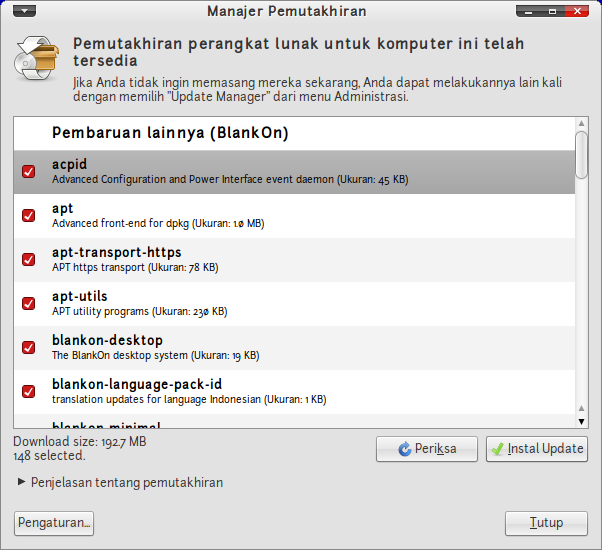 Manajer Pemutakhiran
Pemutakhiran perangkat lunak untuk komputer ini telah
tersedia
Jika Anda tidak ingin memasang mereka sekarang, Anda dapat melakukannya lain kali
dengan memilih "Update Manager" dari menu Administrasi.
Pembaruan lainnya (BlankOn)
acpid
Advanced Configuration and Power Interface event daemon (Ukuran: 45 KB)
apt
Advanced front-end for dpkg (Ukuran: 1.0 MB)
apt-transport-https
APT https transport (Ukuran: 78 KB)
apt-utils
APT utility programs (Ukuran: 230 KB)
blankon-desktop
The BlankOn desktop system (Ukuran: 19 KB)
blankon-language-pack-id
translation updates for language Indonesian (Ukuran: 1 KB)
blankon-minimal
Download size: 192.7 MB
148 selected.
Periksa
Instal Update
Penjelasan tentang pemutakhiran
Pengaturan...
Tutup